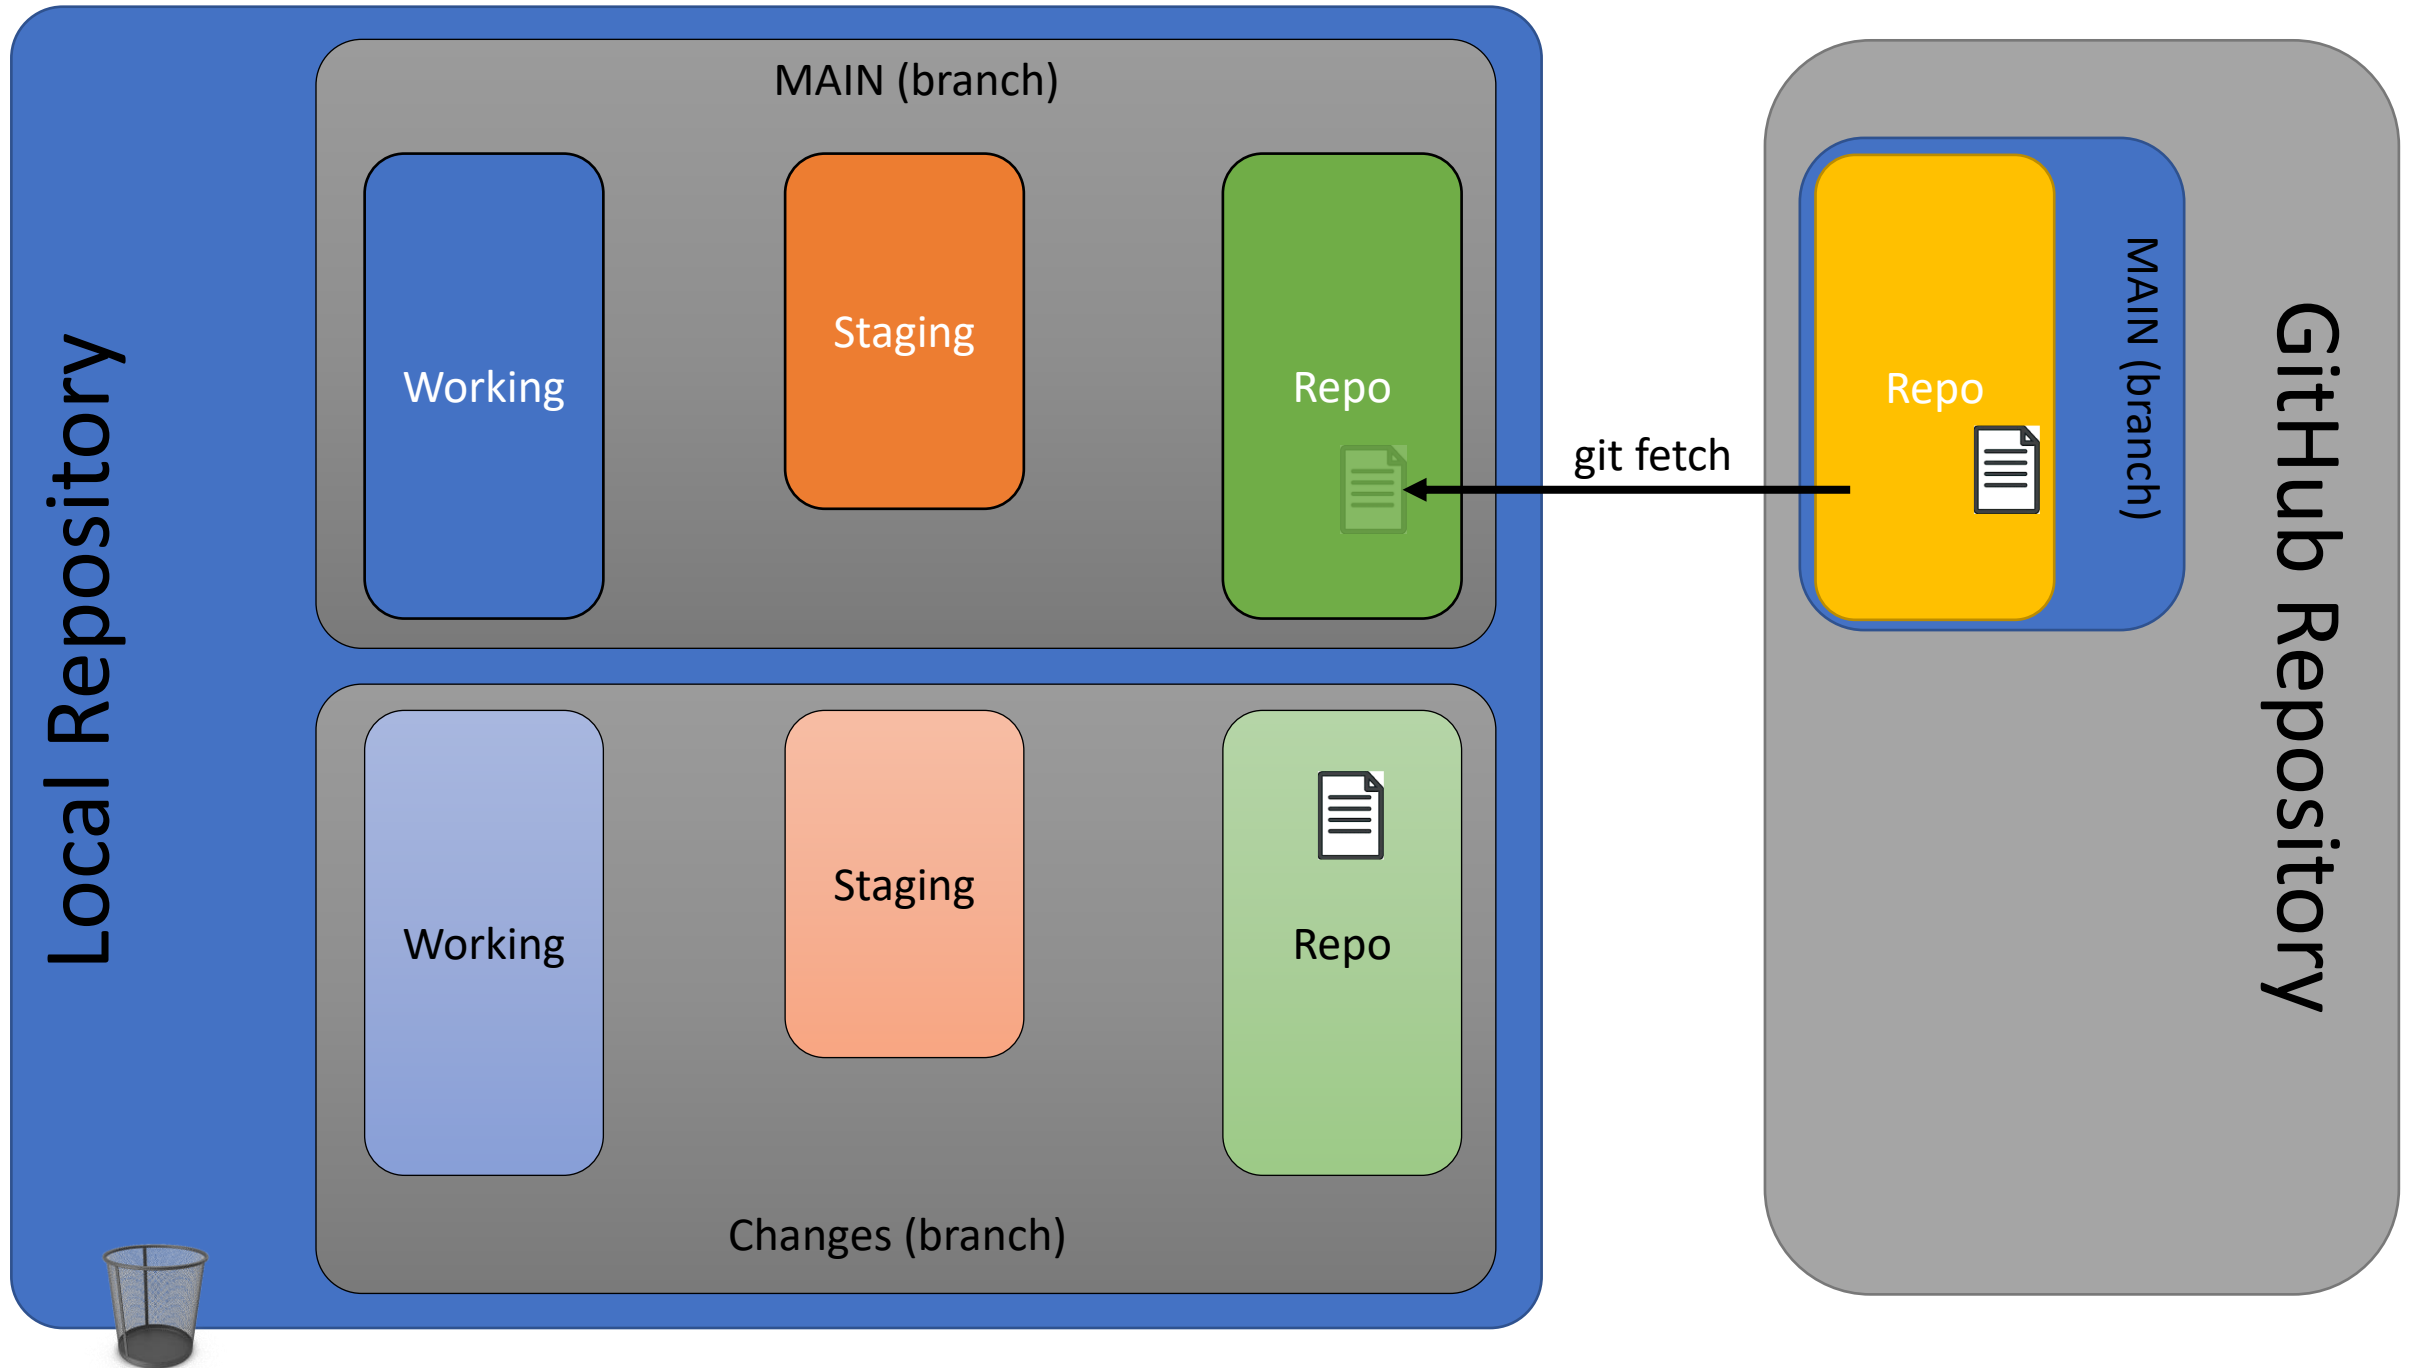 Local Repository
MAIN (branch)
Working
Staging
Repo
git fetch
Repo
MAIN (branch)
GitHub Repository
Working
Staging
Repo
Changes (branch)